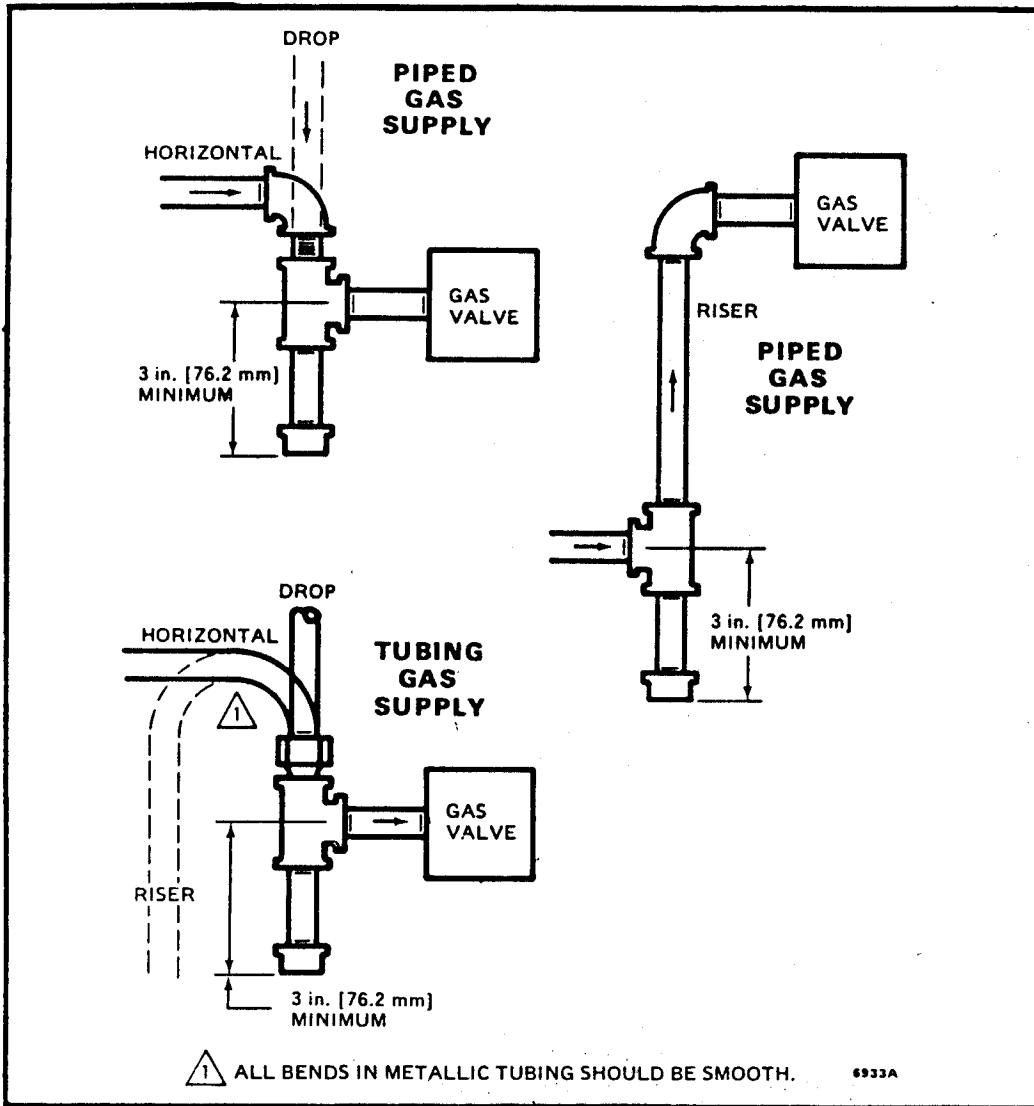 DROP
PIPED
GAS
SUPPLY
HORIZONTAL
GAS
VALVE
3 in. [76.2 mm]
MINIMUM
GAS
VALVE
RISER
PIPED
GAS
SUPPLY
3 in. [76.2 mm]
MINIMUM
DROP
HORIZONTAL
TUBING
GAS
SUPPLY
1
GAS
VALVE
RISER
3 in. [76.2 mm]
MINIMUM
1 ALL BENDS IN METALLIC TUBING SHOULD BE SMOOTH.
6933A